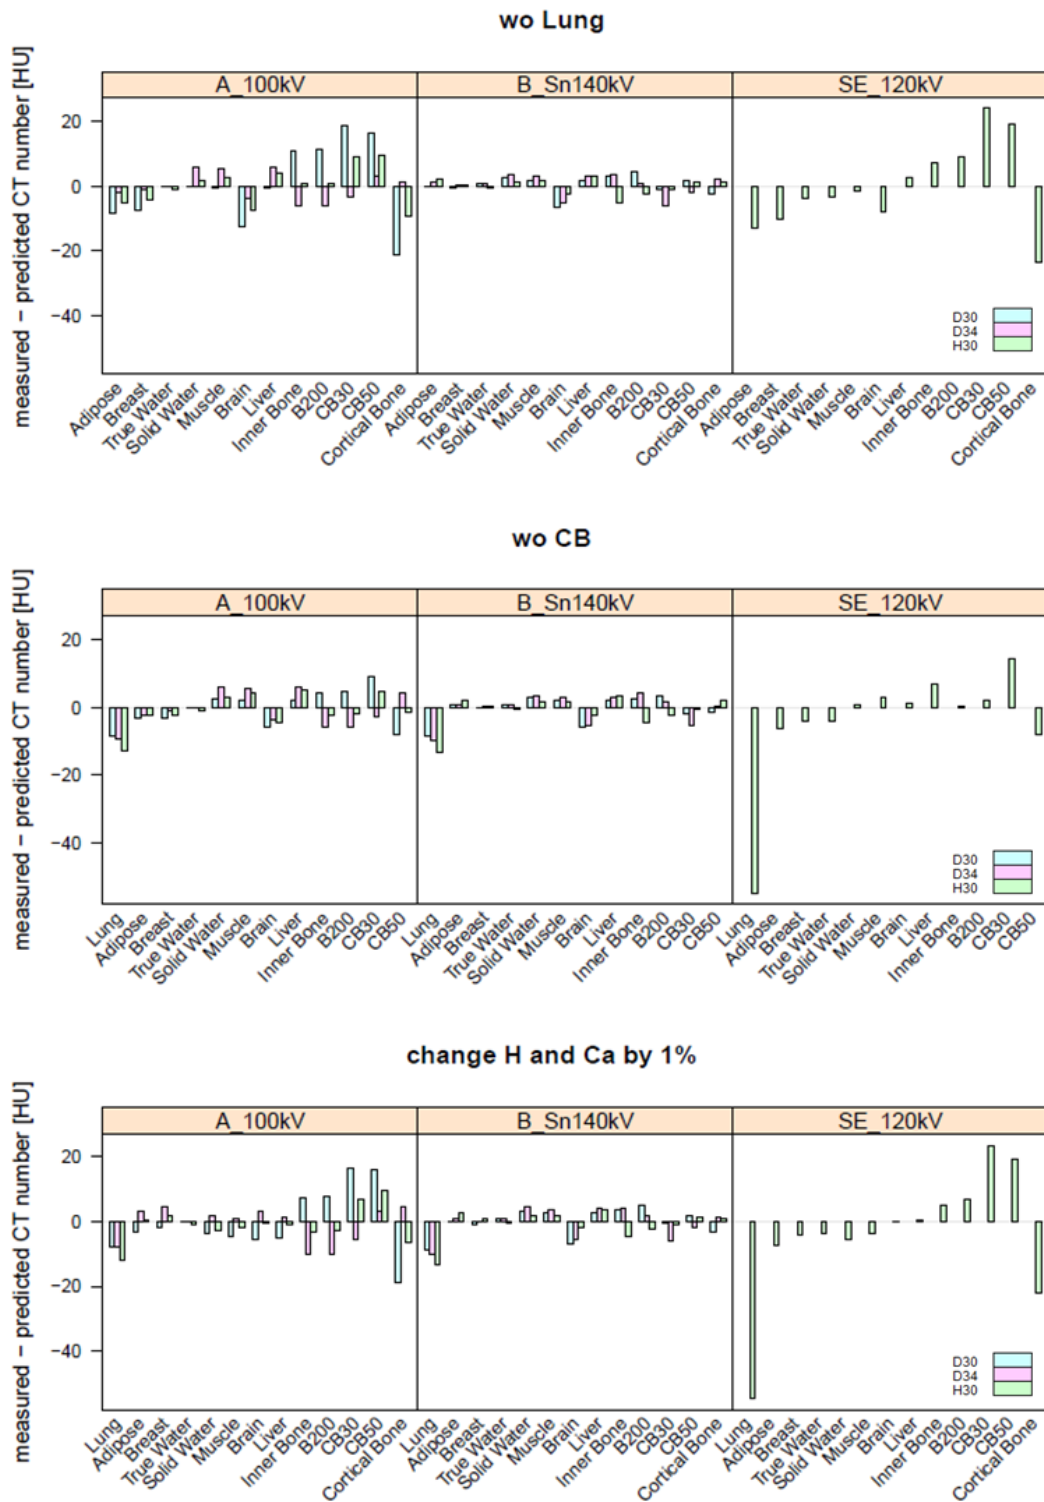 wo Lung
measured − predicted CT number [HU]
A_100kV B_Sn140kV SE_120kV
20
0
−20
−40
D30
D34
H30
Adipose Breast True Water Solid Water Muscle Brain Liver Inner Bone B200 CB30 CB50 Cortical Bone Adipose Breast True Water Solid Water Muscle Brain Liver Inner Bone B200 CB30 CB50 Cortical Bone Adipose Breast True Water Solid Water Muscle Brain Liver Inner Bone B200 CB30 CB50 Cortical Bone
wo CB
measured − predicted CT number [HU]
A_100kV B_Sn140kV SE_120kV
20
0
−20
−40
D30
D34
H30
Lung Adipose Breast True Water Solid Water Muscle Brain Liver Inner Bone B200 CB30 CB50 Lung Adipose Breast True Water Solid Water Muscle Brain Liver Inner Bone B200 CB30 CB50 Lung Adipose Breast True Water Solid Water Muscle Brain Liver Inner Bone B200 CB30 CB50
change H and Ca by 1%
measured − predicted CT number [HU]
A_100kV B_Sn140kV SE_120kV
20
0
−20
−40
D30
D34
H30
Lung Adipose Breast True Water Solid Water Muscle Brain Liver Inner Bone B200 CB30 CB50 Cortical Bone Lung Adipose Breast True Water Solid Water Muscle Brain Liver Inner Bone B200 CB30 CB50 Cortical Bone Lung Adipose Breast True Water Solid Water Muscle Brain Liver Inner Bone B200 CB30 CB50 Cortical Bone